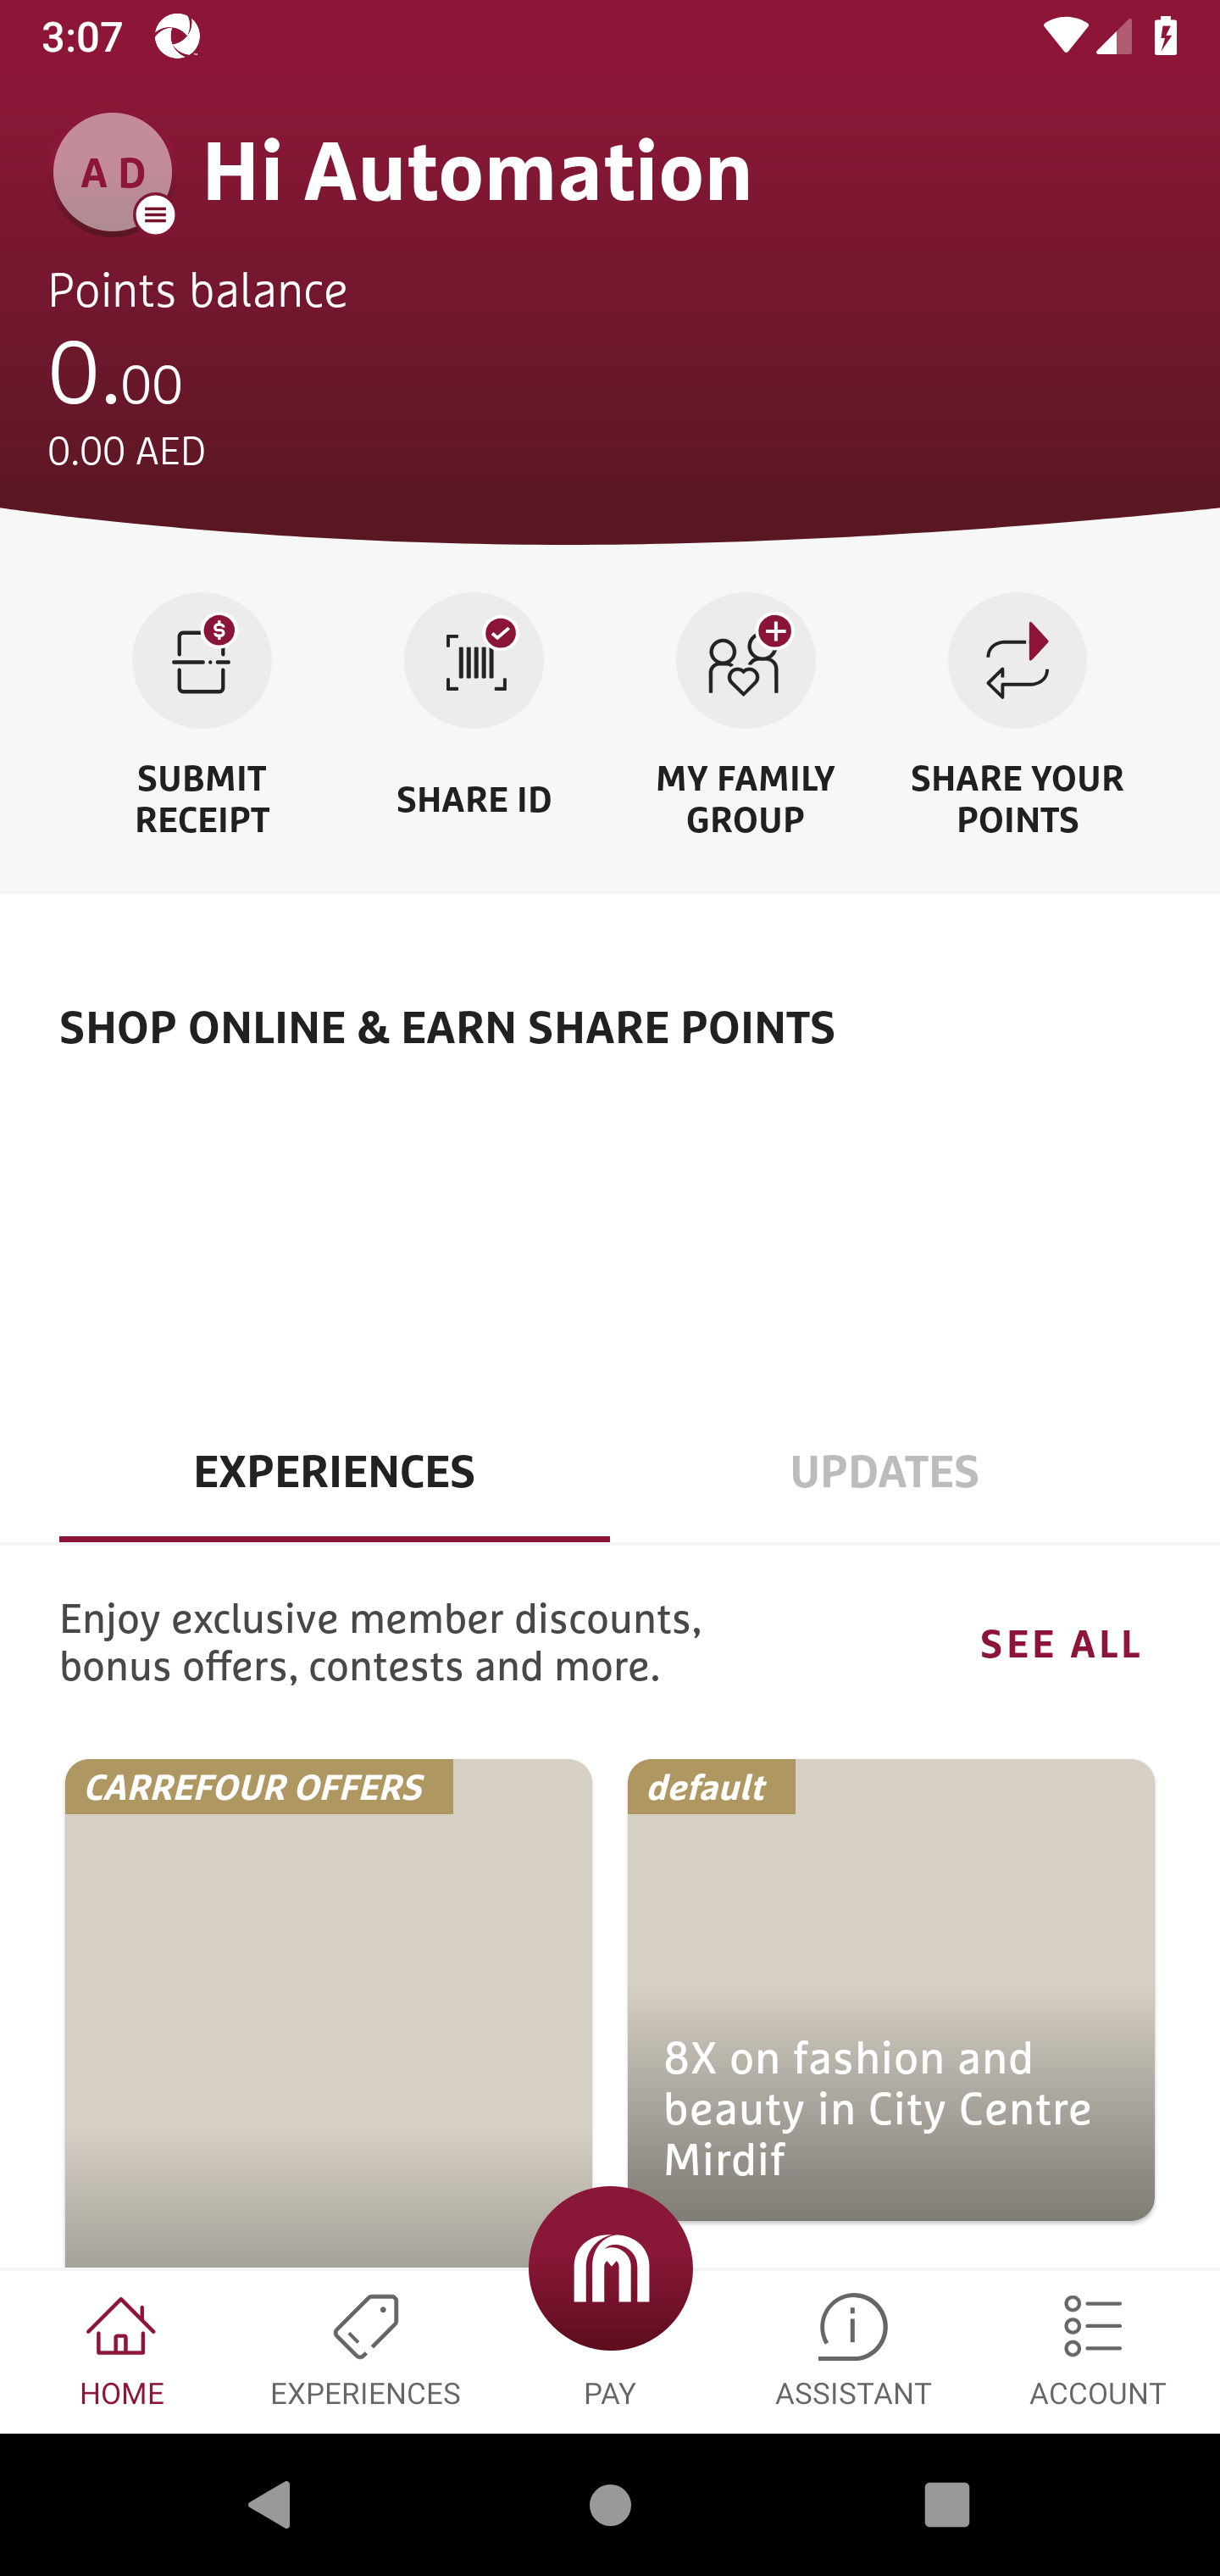 3:07
A D
Hi Automation
Points balance
0.00
0.00 AED
SUBMIT
RECEIPT
SHARE ID
MY FAMILY
GROUP
SHARE YOUR
POINTS
SHOP ONLINE & EARN SHARE POINTS
EXPERIENCES
UPDATES
Enjoy exclusive member discounts,
bonus offers, contests and more.
SEE ALL
CARREFOUR OFFERS
default
8X on fashion and
beauty in City Centre
Mirdif
HOME
EXPERIENCES
PAY
ASSISTANT
ACCOUNT